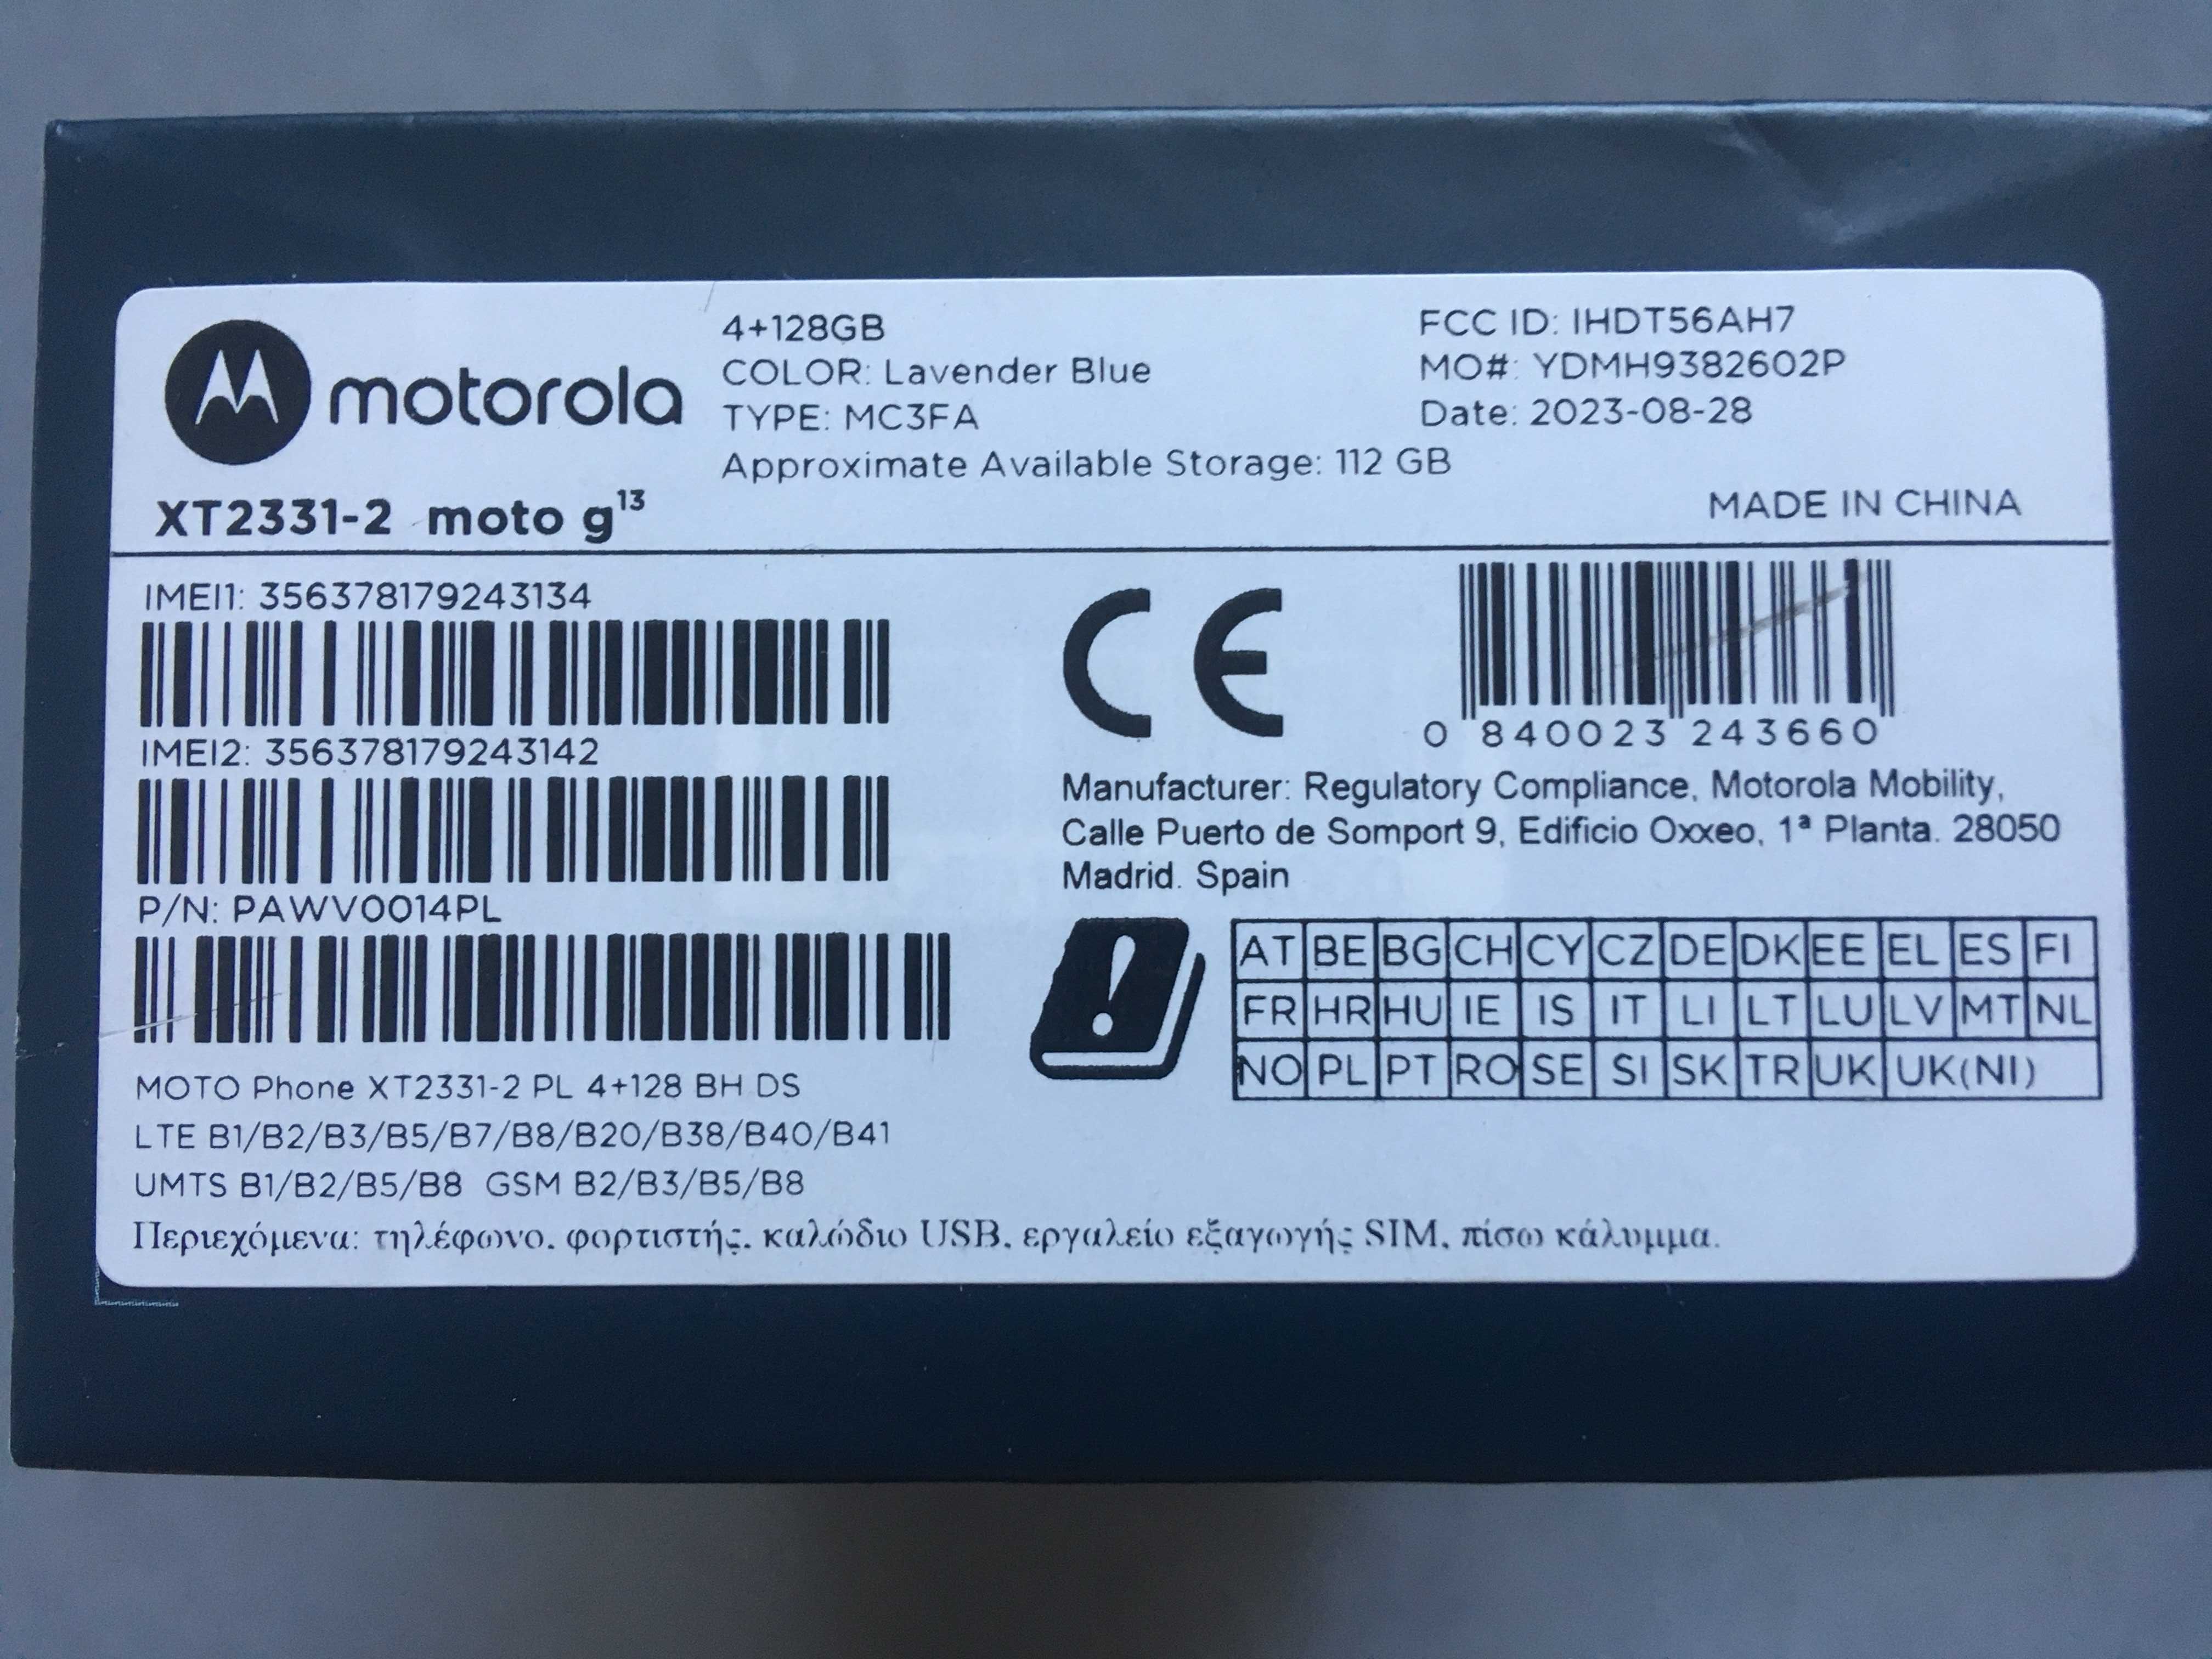 motorola
XT2331-2 moto g¹³
4+128GB
COLOR: Lavender Blue
TYPE: MC3FA
Approximate Available Storage: 112 GB
FCC ID: IHDT56AH7
MO#: YDMH9382602P
Date: 2023-08-28
MADE IN CHINA
IMEI1: 356378179243134
IMEI2: 356378179243142
P/N: PAWV0014PL
MOTO Phone XT2331-2 PL 4+128 BH DS
LTE B1/B2/B3/B5/B7/B8/B20/B38/B40/B41
UMTS B1/B2/B5/B8 GSM B2/B3/B5/B8
CE
0 840023 243660
Manufacturer: Regulatory Compliance, Motorola Mobility,
Calle Puerto de Somport 9, Edificio Oxxeo, 1ª Planta. 28050
Madrid. Spain
AT BE BG CH CY CZ DE DK EE EL ES FI
FR HR HU IE IS IT LI LT LU LV MT NL
NO PL PT RO SE SI SK TR UK UK(NI)
Περιεχόμενα: τηλέφωνο, φορτιστής, καλώδιο USB, εργαλείο εξαγωγής SIM, πίσω κάλυμμα.